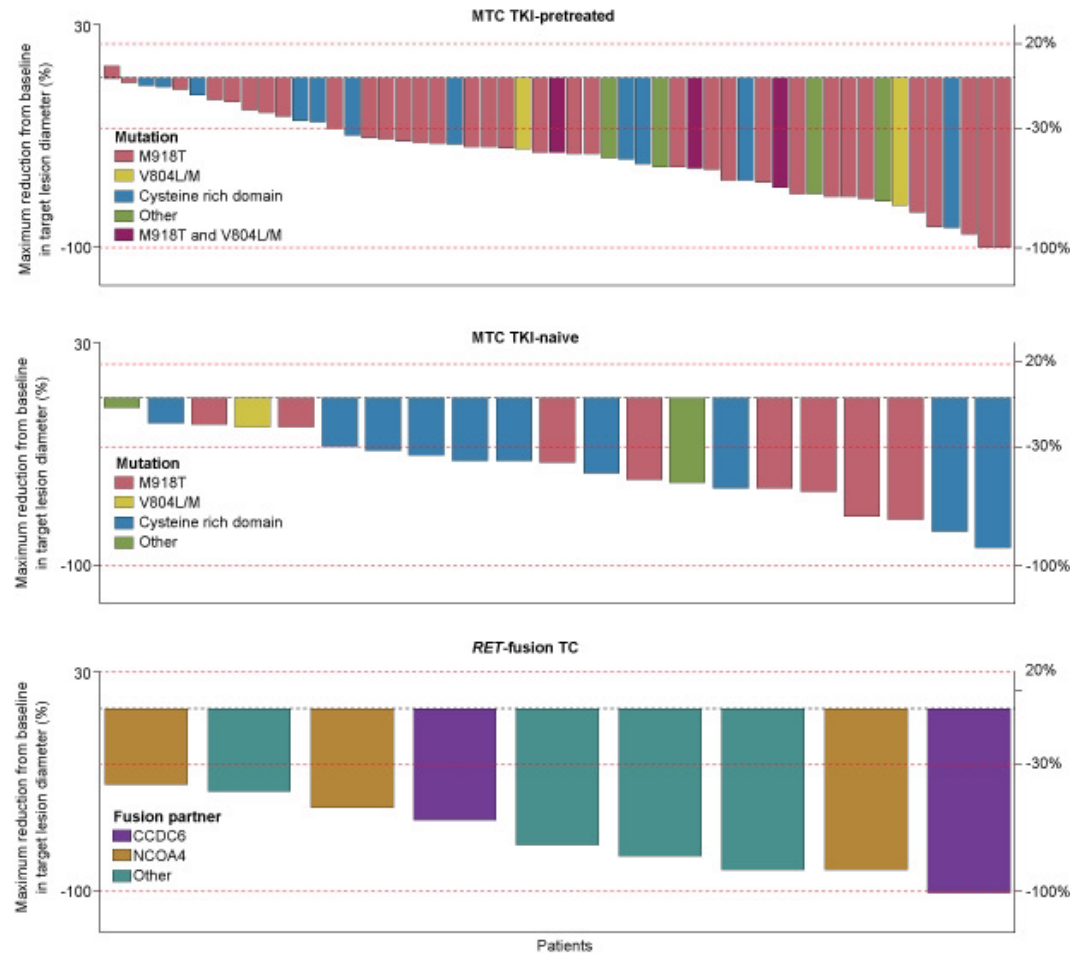 MTC TKI-pretreated
30
20%
-30%
-100
-100%
Maximum reduction from baseline
in target lesion diameter (%)
Mutation
M918T
V804L/M
Cysteine rich domain
Other
M918T and V804L/M
MTC TKI-naïve
30
20%
-30%
-100
-100%
Maximum reduction from baseline
in target lesion diameter (%)
Mutation
M918T
V804L/M
Cysteine rich domain
Other
RET-fusion TC
30
20%
-30%
-100
-100%
Maximum reduction from baseline
in target lesion diameter (%)
Fusion partner
CCDC6
NCOA4
Other
Patients